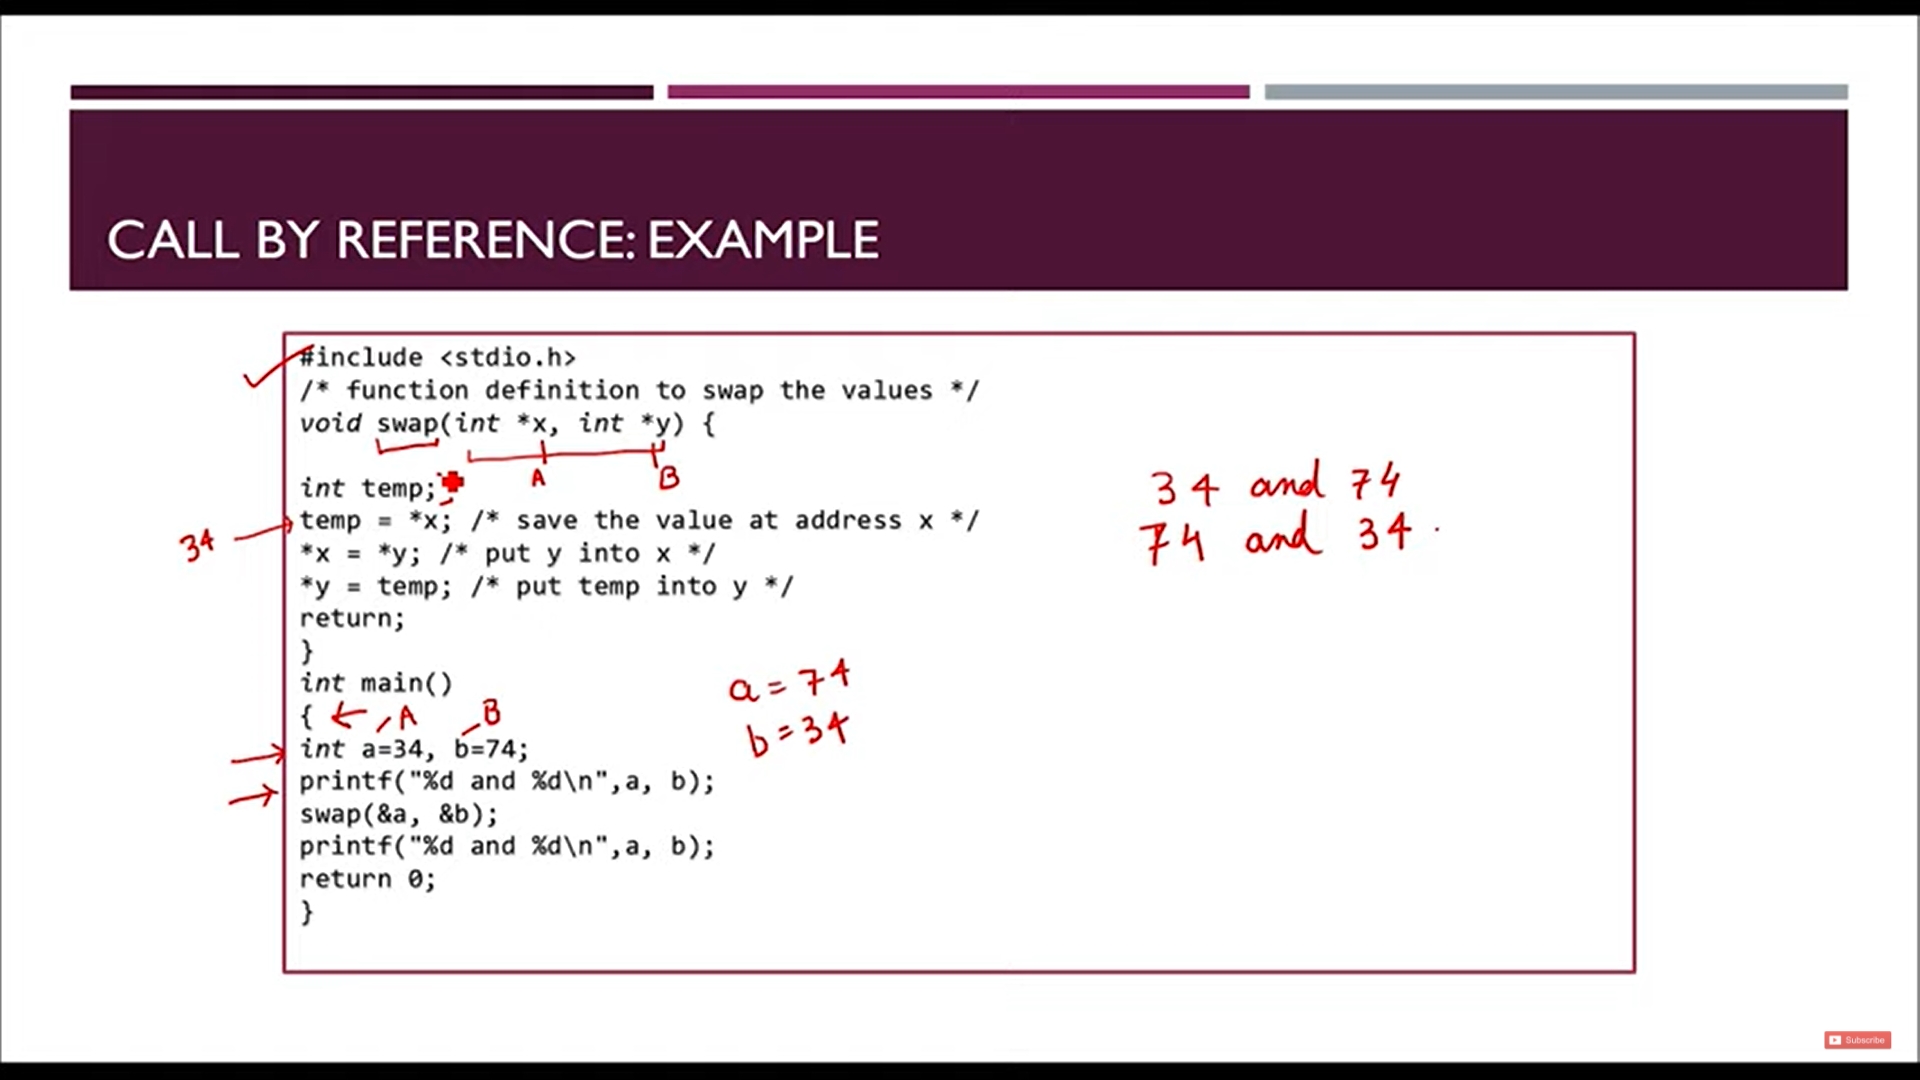 CALL BY REFERENCE: EXAMPLE
#include <stdio.h>
/* function definition to swap the values */
void swap(int *x, int *y) {
A B
int temp;
34 temp = *x; /* save the value at address x */
*x = *y; /* put y into x */
*y = temp; /* put temp into y */
return;
}
int main()
{ A B
int a=34, b=74;
printf("%d and %d\n",a, b);
swap(&a, &b);
printf("%d and %d\n",a, b);
return 0;
}
a = 74
b = 34
34 and 74
74 and 34
Subscribe